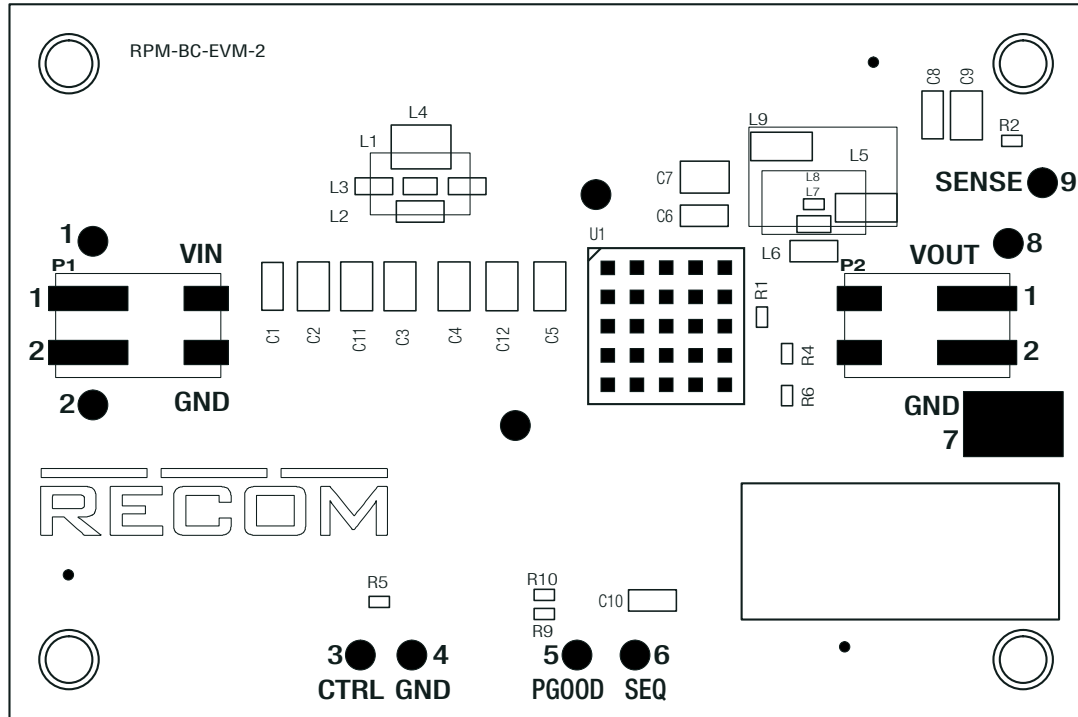 RPM-BC-EVM-2
C8
C9
L4
L9
L1
R2
L5
L3
C7
L8
L7
SENSE 9
L2
C6
U1
1
VIN
L6
VOUT
8
P1
P2
1
R1
1
C1
C2
C11
C3
C4
C12
C5
2
R4
2
R6
2
GND
GND
7
RECOM
R5
R10
C10
R9
3
4
5
6
CTRL
GND
PGOOD
SEQ